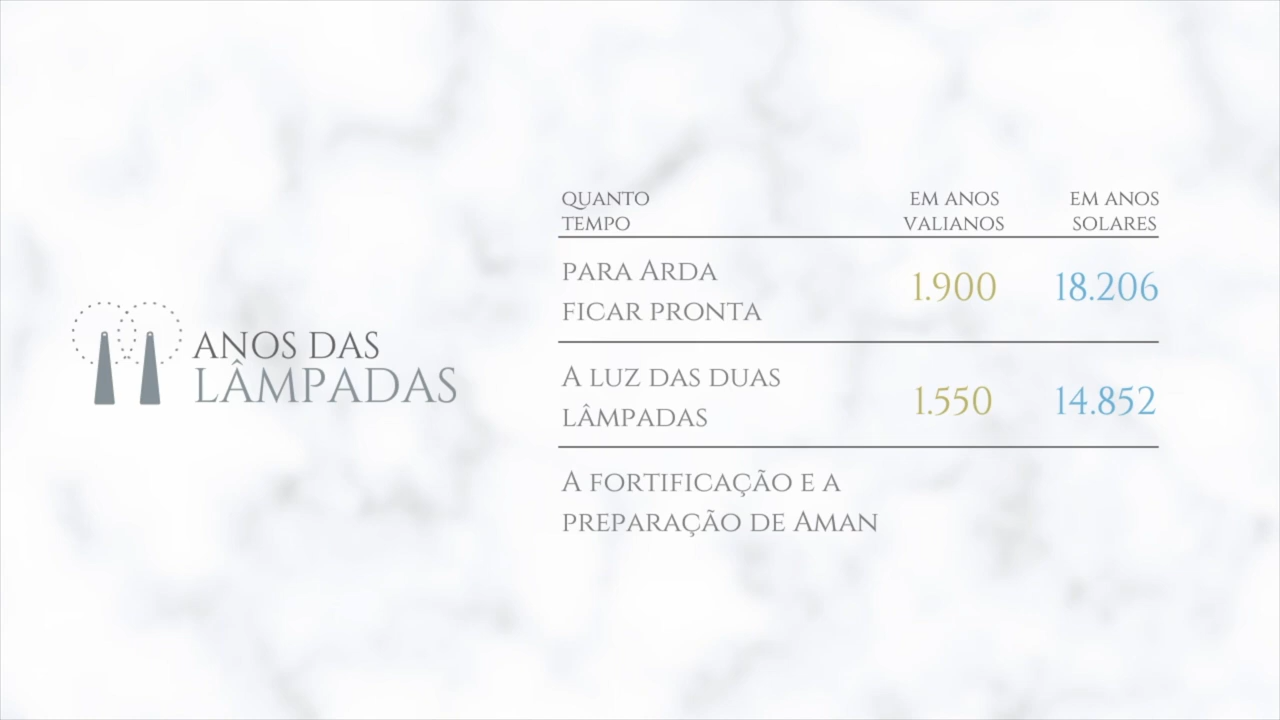 ANOS DAS
LÂMPADAS
QUANTO
TEMPO
EM ANOS
VALIANOS
EM ANOS
SOLARES
PARA ARDA
FICAR PRONTA
1.900
18.206
A LUZ DAS DUAS
LÂMPADAS
1.550
14.852
A FORTIFICAÇÃO E A
PREPARAÇÃO DE AMAN